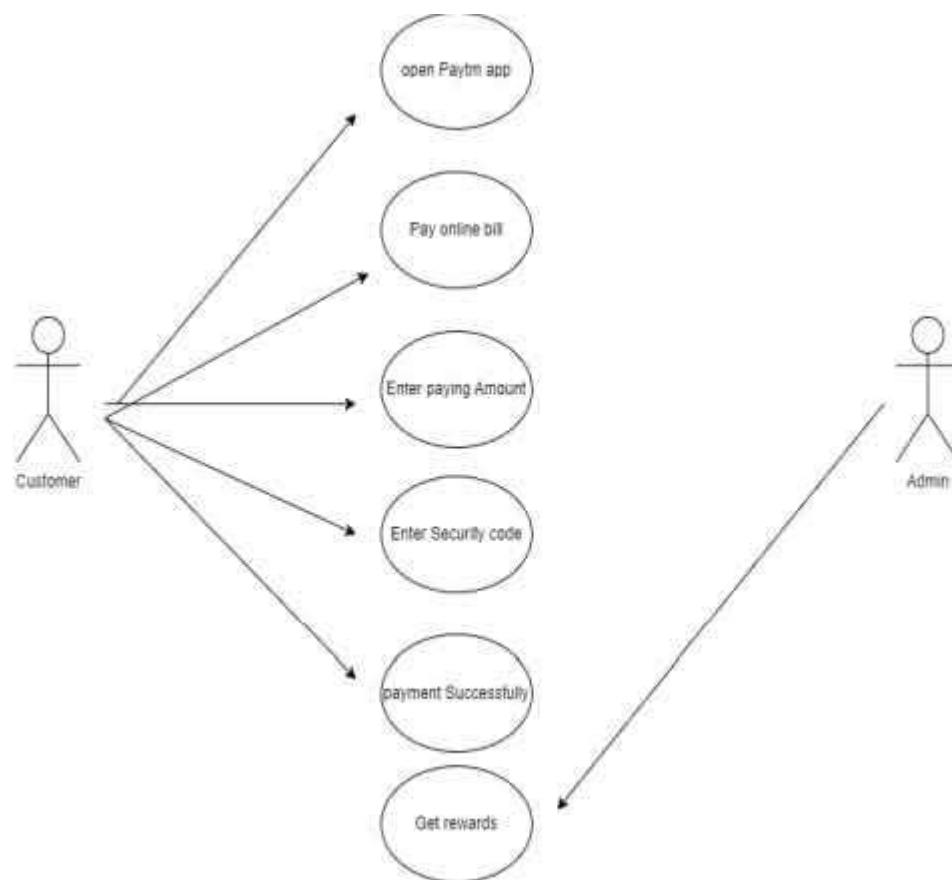 open Paytm app
Pay online bill
Enter paying Amount
Customer
Admin
Enter Security code
payment Successfully
Get rewards